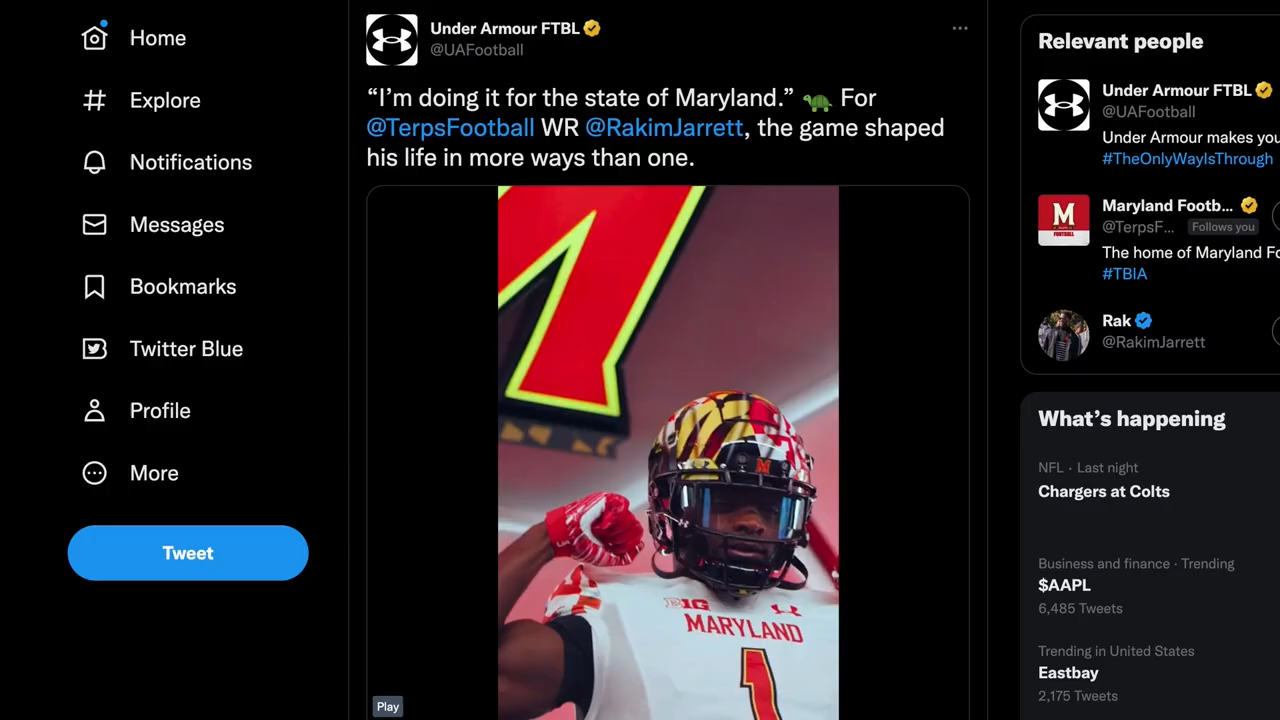 Home
Explore
Notifications
Messages
Bookmarks
Twitter Blue
Profile
More
Tweet
Under Armour FTBL
@UAFootball
“I’m doing it for the state of Maryland.” 🐢 For
@TerpsFootball WR @RakimJarrett, the game shaped
his life in more ways than one.
M
M
B1G
MARYLAND
1
Play
Relevant people
Under Armour FTBL
@UAFootball
Under Armour makes you
#TheOnlyWayIsThrough
M
FOOTBALL
Maryland Footb...
@TerpsF... Follows you
The home of Maryland Fo
#TBIA
Rak
@RakimJarrett
What’s happening
NFL · Last night
Chargers at Colts
Business and finance · Trending
$AAPL
6,485 Tweets
Trending in United States
Eastbay
2,175 Tweets